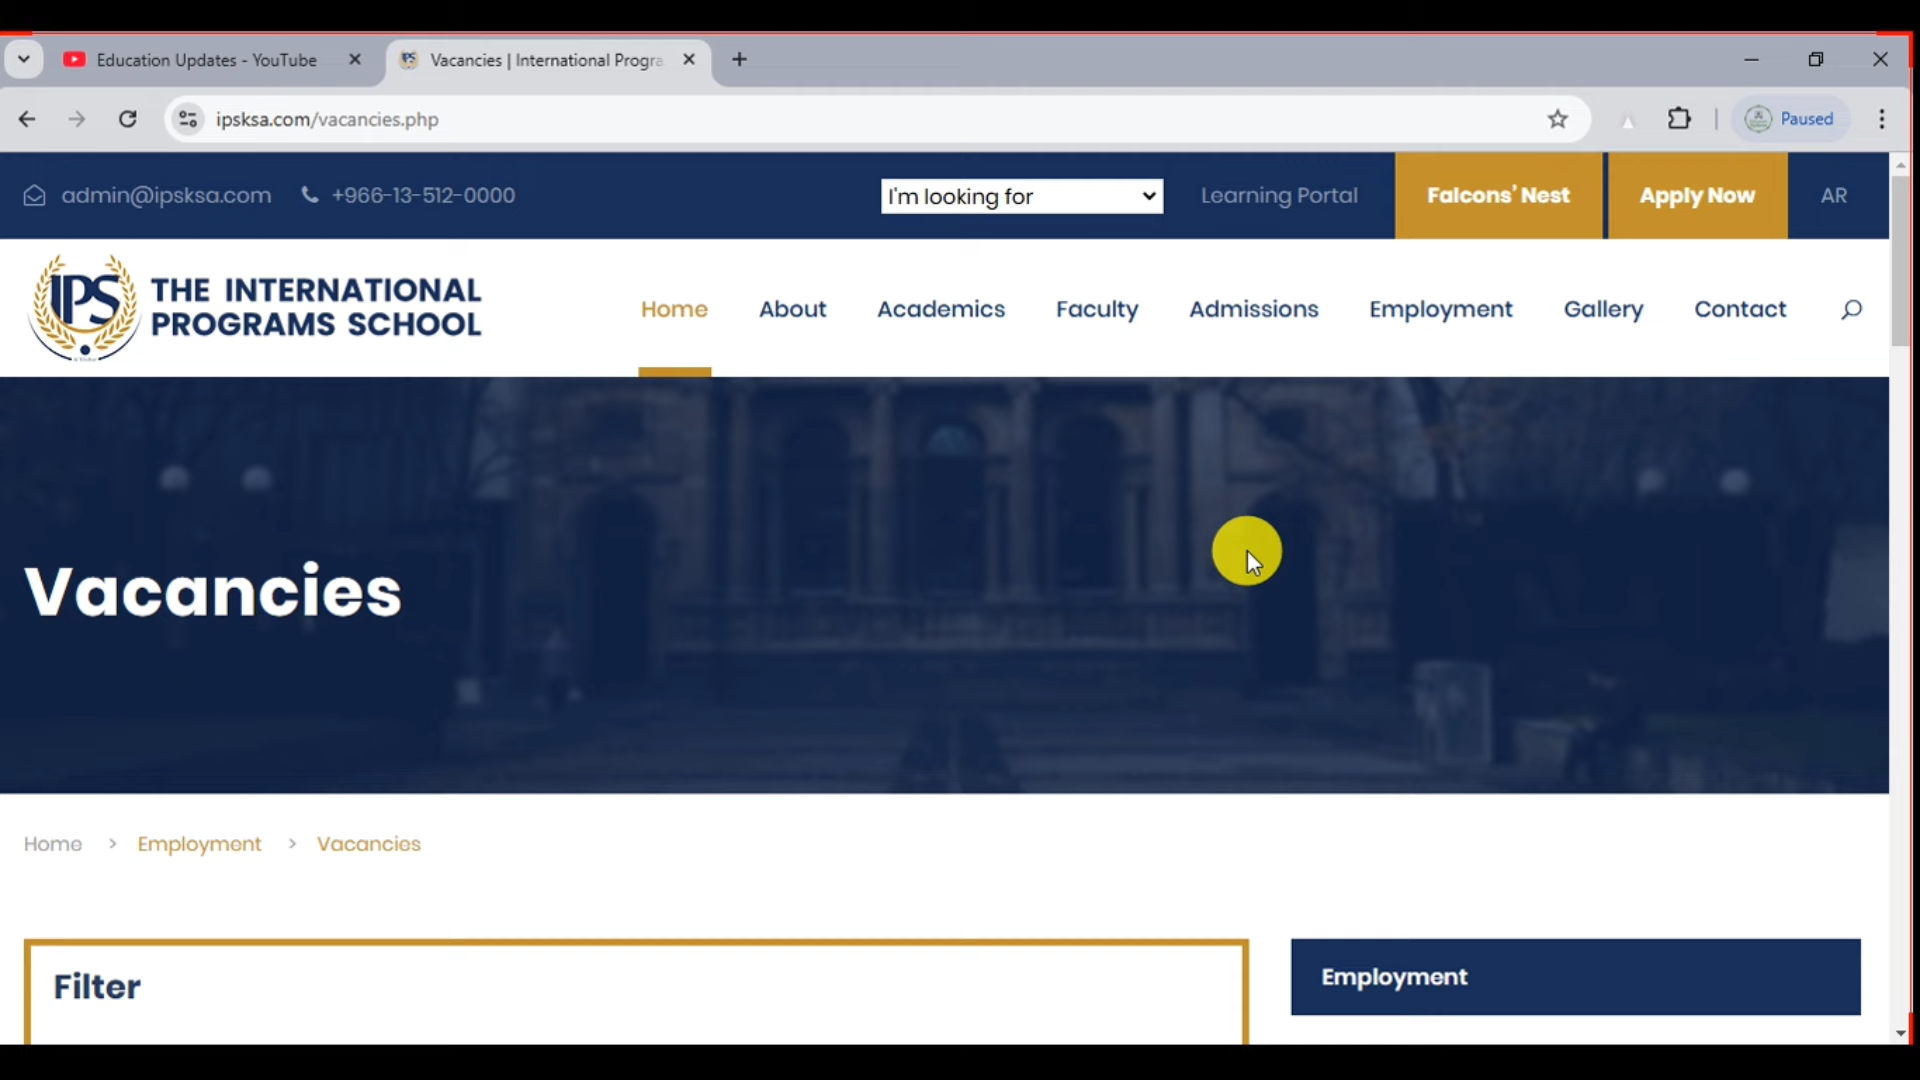 Education Updates - YouTube
Vacancies | International Progra
ipsksa.com/vacancies.php
Paused
admin@ipsksa.com
+966-13-512-0000
I'm looking for
Learning Portal
Falcons' Nest
Apply Now
AR
IPS
THE INTERNATIONAL
PROGRAMS SCHOOL
Home
About
Academics
Faculty
Admissions
Employment
Gallery
Contact
Vacancies
Home > Employment > Vacancies
Filter
Employment